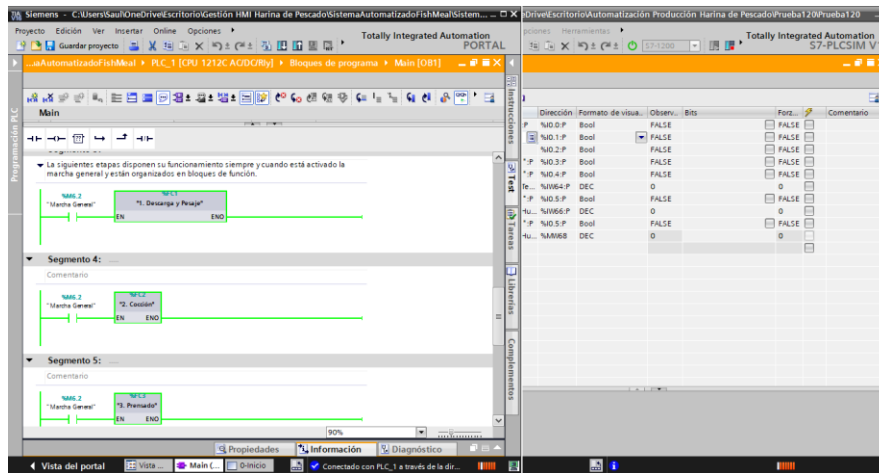 Siemens - C:\Users\Saul\OneDrive\Escritorio\Gestión HMI Harina de Pescado\SistemaAutomatizadoFishMeal\Sistem...
Proyecto Edición Ver Insertar Online Opciones
Guardar proyecto
Totally Integrated Automation
PORTAL
...aAutomatizadoFishMeal PLC_1 [CPU 1212C AC/DC/Rly] Bloques de programa Main [OB1]
Programación PLC
Main
La siguientes etapas disponen su funcionamiento siempre y cuando está activado la
marcha general y están organizados en bloques de función.
%M6.2
"Marcha General"
%FC1
"1. Descarga y Pesaje"
EN ENO
Segmento 4: ....
Comentario
%M6.2
"Marcha General"
%FC2
"2. Cocción"
EN ENO
Segmento 5: ....
Comentario
%M6.2
"Marcha General"
%FC3
"3. Prensado"
EN ENO
90%
Propiedades Información Diagnóstico
Vista del portal Vista ... Main (... 0-Inicio Conectado con PLC_1 a través de la dir...
Instrucciones
Test
Tareas
Librerías
Complementos
eDrive\Escritorio\Automatización Producción Harina de Pescado\Prueba120\Prueba120
pciones Herramientas
S7-1200
Totally Integrated Automation
S7-PLCSIM V
Dirección Formato de visua... Observ... Bits Forz... Comentario
:P %I0.0:P Bool FALSE FALSE
%I0.1:P Bool FALSE FALSE
%I0.2:P Bool FALSE FALSE
":P %I0.3:P Bool FALSE FALSE
":P %I0.4:P Bool FALSE FALSE
Te... %IW64:P DEC 0 0
":P %I0.5:P Bool FALSE FALSE
Hu... %IW66:P DEC 0 0
":P %I0.5:P Bool FALSE FALSE
Hu... %MW68 DEC 0 0